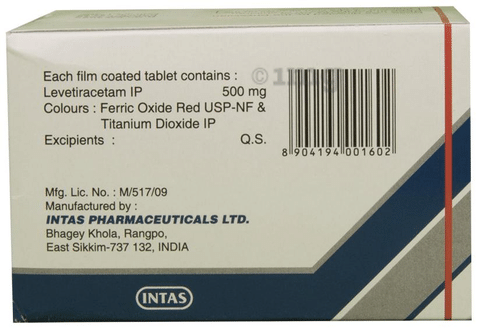 Each film coated tablet contains :
Levetiracetam IP 500 mg
Colours : Ferric Oxide Red USP-NF &
Titanium Dioxide IP
Excipients : Q.S.
8 904194 001602
Mfg. Lic. No. : M/517/09
Manufactured by :
INTAS PHARMACEUTICALS LTD.
Bhagey Khola, Rangpo,
East Sikkim-737 132, INDIA
INTAS